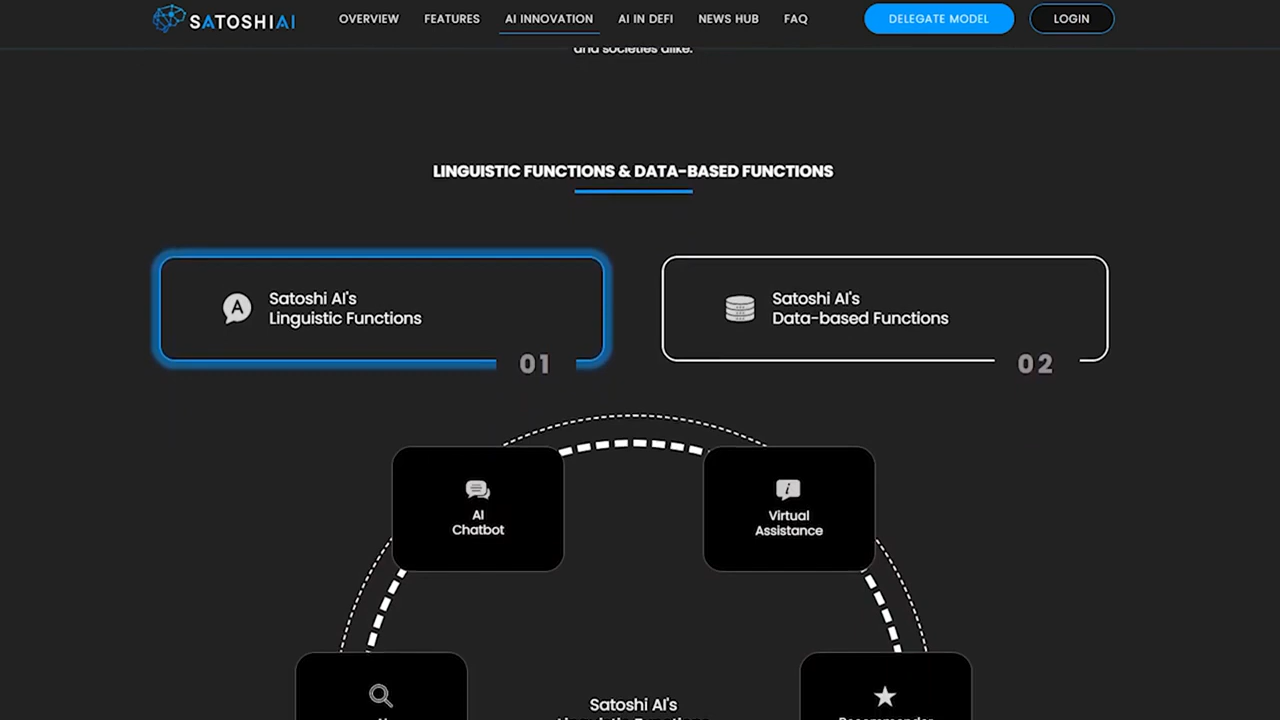 SATOSHIAI OVERVIEW FEATURES AI INNOVATION AI IN DEFI NEWS HUB FAQ DELEGATE MODEL LOGIN
and societies alike.
LINGUISTIC FUNCTIONS & DATA-BASED FUNCTIONS
Satoshi AI's
Linguistic Functions
01
Satoshi AI's
Data-based Functions
02
AI
Chatbot
Virtual
Assistance
Satoshi AI's